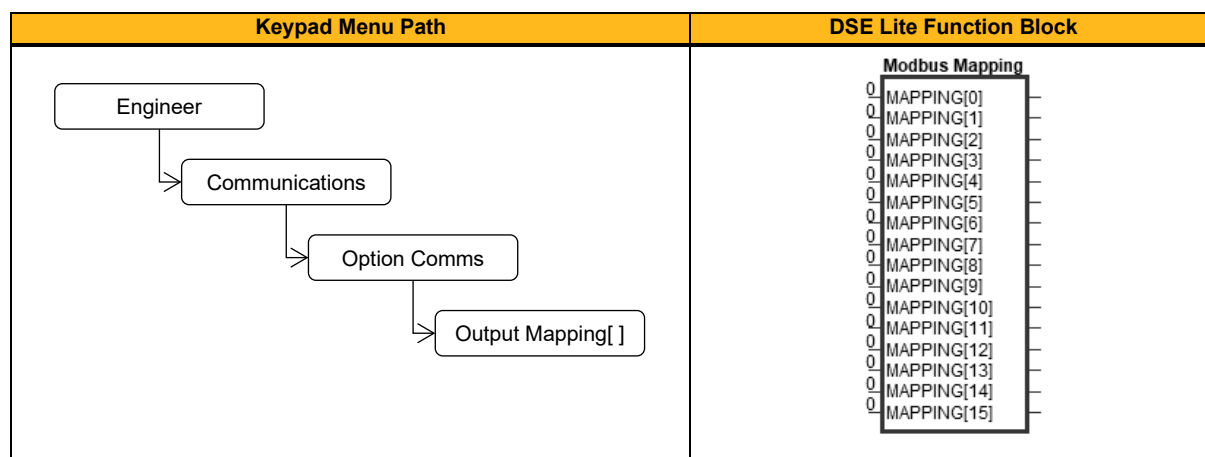 Keypad Menu Path
DSE Lite Function Block
Engineer
Communications
Option Comms
Output Mapping[ ]
Modbus Mapping
0 MAPPING[0]
0 MAPPING[1]
0 MAPPING[2]
0 MAPPING[3]
0 MAPPING[4]
0 MAPPING[5]
0 MAPPING[6]
0 MAPPING[7]
0 MAPPING[8]
0 MAPPING[9]
0 MAPPING[10]
0 MAPPING[11]
0 MAPPING[12]
0 MAPPING[13]
0 MAPPING[14]
0 MAPPING[15]